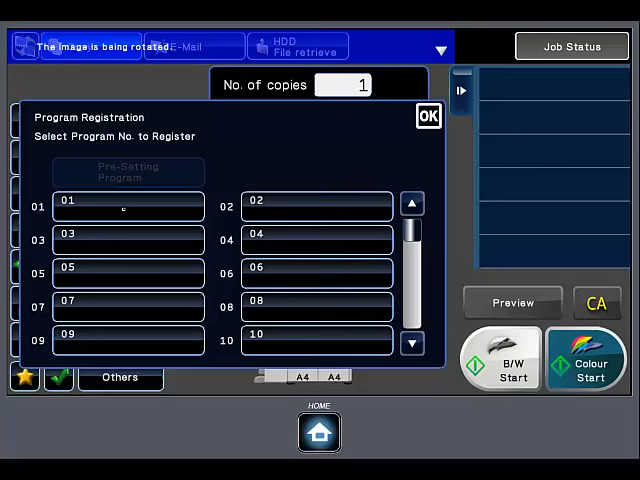 The image is being rotated.
E-Mail
HDD
File retrieve
Job Status
No. of copies
1
Program Registration
OK
Select Program No. to Register
Pre-Setting
Program
01
01
02
02
03
03
04
04
05
05
06
06
07
07
08
08
09
09
10
10
Preview
CA
B/W
Start
Colour
Start
Others
A4
A4
HOME